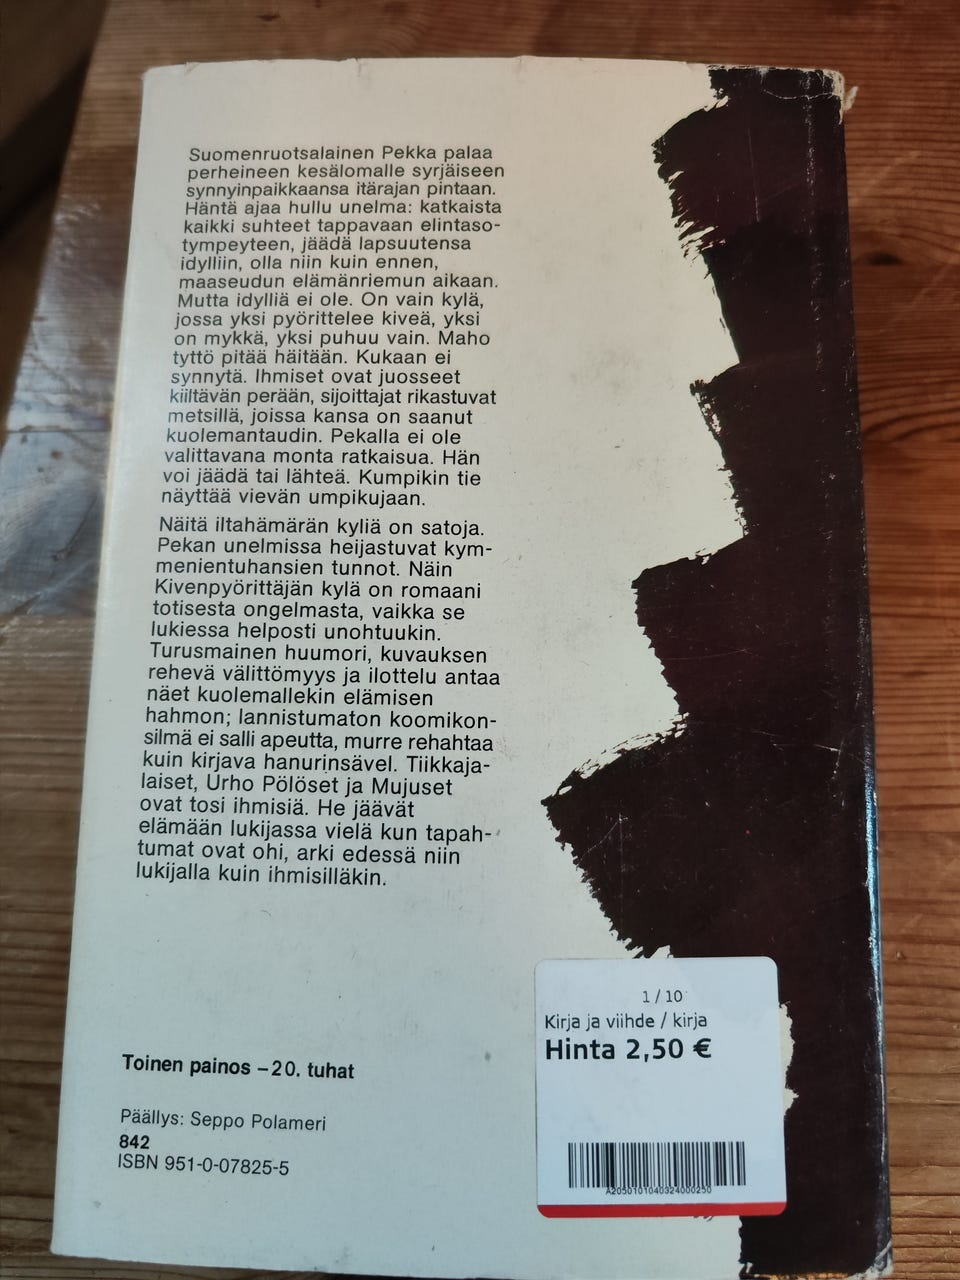 Suomenruotsalainen Pekka palaa
perheineen kesälomalle syrjäiseen
synnyinpaikkaansa itärajan pintaan.
Häntä ajaa hullu unelma: katkaista
kaikki suhteet tappavaan elintaso-
tympeyteen, jäädä lapsuutensa
idylliin, olla niin kuin ennen,
maaseudun elämänriemun aikaan.
Mutta idylliä ei ole. On vain kylä,
jossa yksi pyörittelee kiveä, yksi
on mykkä, yksi puhuu vain. Maho
tyttö pitää häitään. Kukaan ei
synnytä. Ihmiset ovat juosseet
kiiltävän perään, sijoittajat rikastuvat
metsillä, joissa kansa on saanut
kuolemantaudin. Pekalla ei ole
valittavana monta ratkaisua. Hän
voi jäädä tai lähteä. Kumpikin tie
näyttää vievän umpikujaan.
Näitä iltahämärän kyliä on satoja.
Pekan unelmissa heijastuvat kym-
menientuhansien tunnot. Näin
Kivenpyörittäjän kylä on romaani
totisesta ongelmasta, vaikka se
lukiessa helposti unohtuukin.
Turusmainen huumori, kuvauksen
rehevä välittömyys ja ilottelu antaa
näet kuolemallekin elämisen
hahmon; lannistumaton koomikon-
silmä ei salli apeutta, murre rehahtaa
kuin kirjava hanurinsävel. Tiikkaja-
laiset, Urho Pölöset ja Mujuset
ovat tosi ihmisiä. He jäävät
elämään lukijassa vielä kun tapah-
tumat ovat ohi, arki edessä niin
lukijalla kuin ihmisilläkin.
Toinen painos – 20. tuhat
Päällys: Seppo Polameri
842
ISBN 951-0-07825-5
1 / 10
Kirja ja viihde / kirja
Hinta 2,50 €
A2050101040324000250